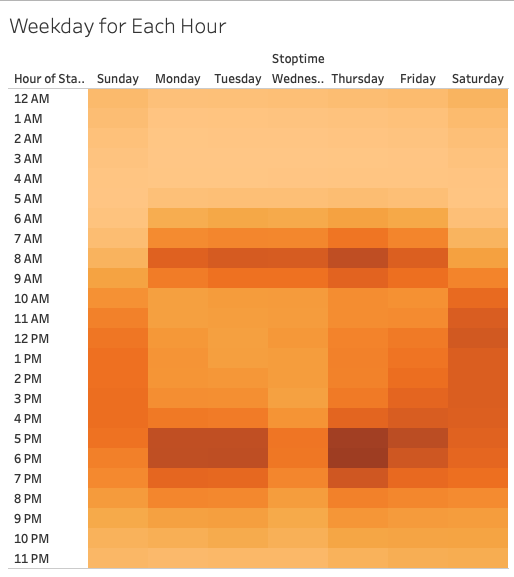 Weekday for Each Hour
Stoptime
Hour of Sta.. Sunday Monday Tuesday Wednes.. Thursday Friday Saturday
12 AM
1 AM
2 AM
3 AM
4 AM
5 AM
6 AM
7 AM
8 AM
9 AM
10 AM
11 AM
12 PM
1 PM
2 PM
3 PM
4 PM
5 PM
6 PM
7 PM
8 PM
9 PM
10 PM
11 PM